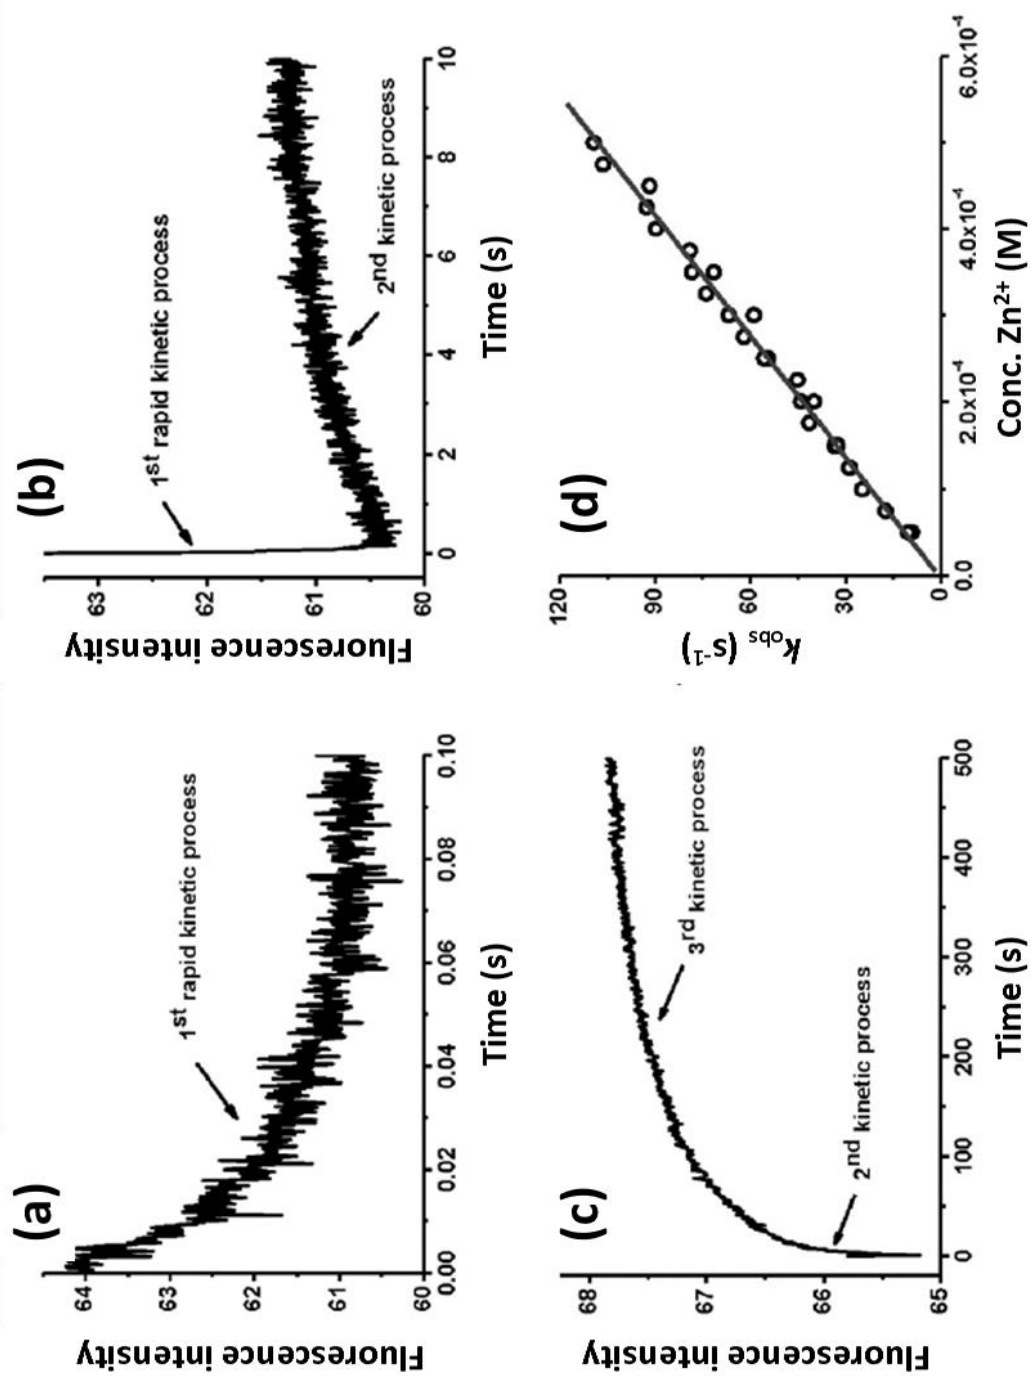 (a)
Fluorescence intensity
64
63
62
61
60
1st rapid kinetic process
0.00
0.02
0.04
0.06
0.08
0.10
Time (s)
(b)
Fluorescence intensity
63
62
61
60
1st rapid kinetic process
2nd kinetic process
0
2
4
6
8
10
Time (s)
(c)
Fluorescence intensity
68
67
66
65
3rd kinetic process
2nd kinetic process
0
100
200
300
400
500
Time (s)
(d)
kobs (s-1)
120
90
60
30
0
0.0
2.0x10-4
4.0x10-4
6.0x10-4
Conc. Zn2+ (M)